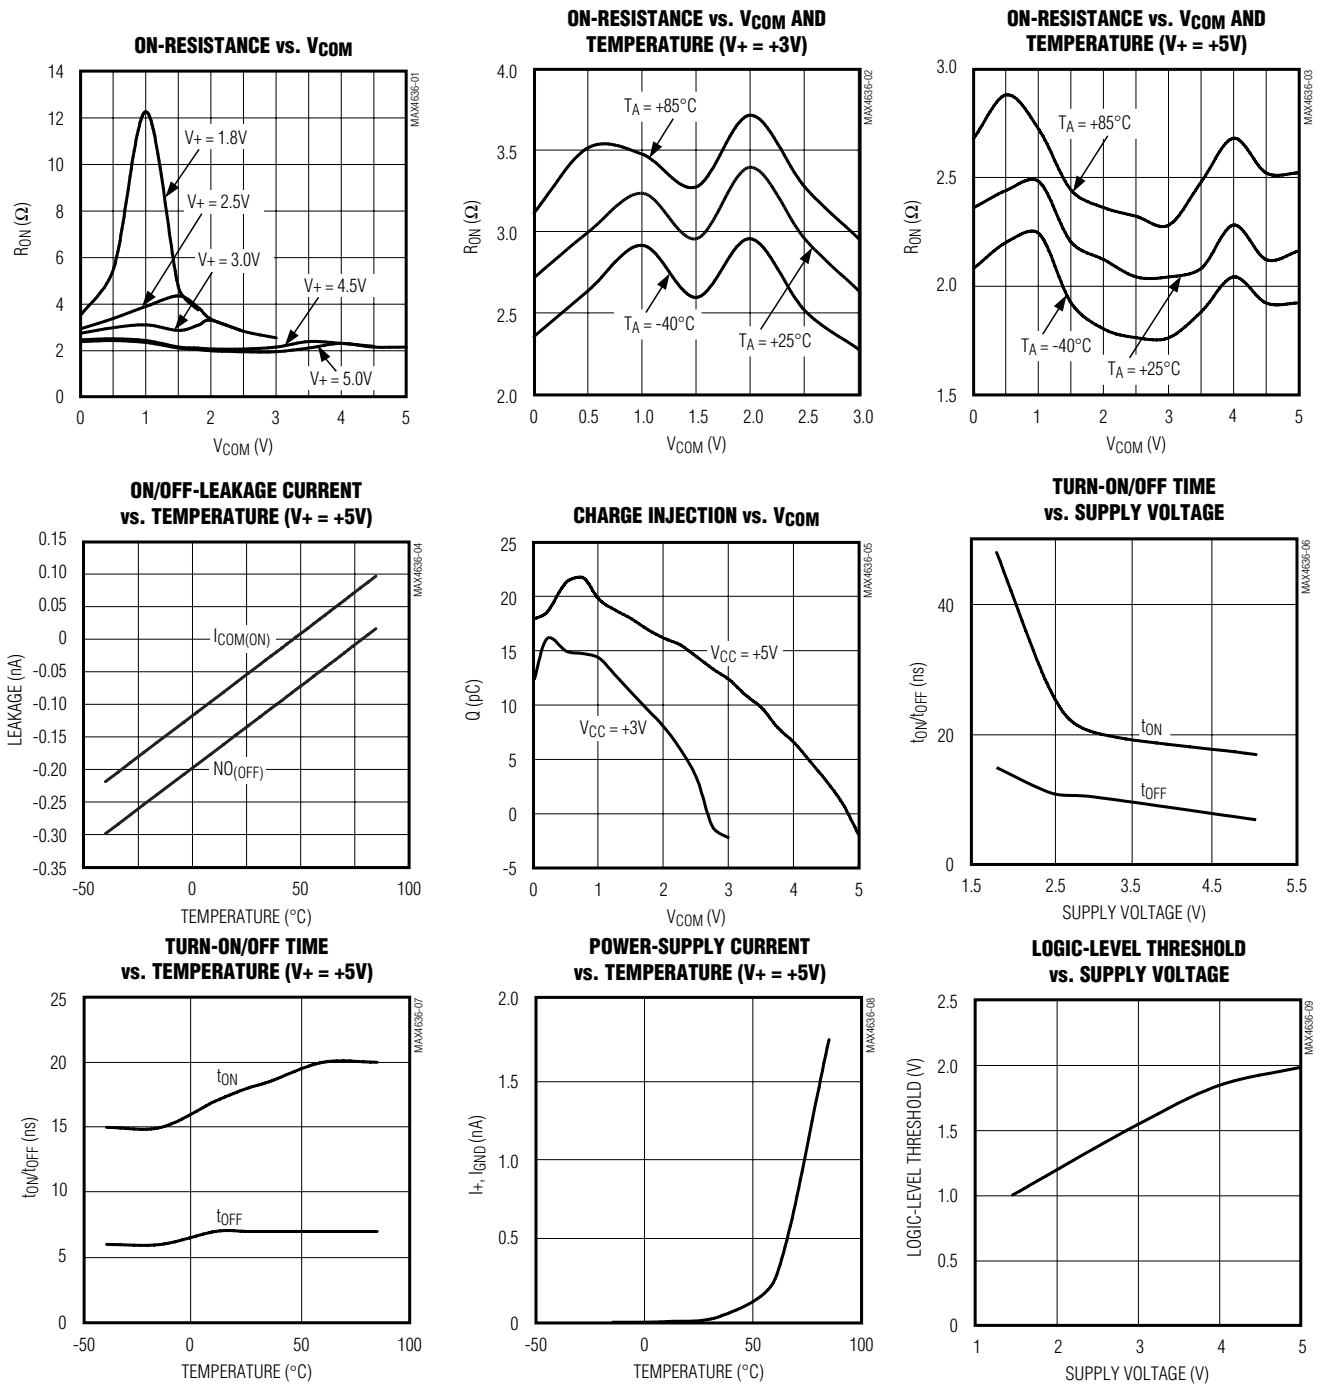 ON-RESISTANCE vs. VCOM
14
12
10
8
6
4
2
0
RON (Ω)
V+ = 1.8V
V+ = 2.5V
V+ = 3.0V
V+ = 4.5V
V+ = 5.0V
0 1 2 3 4 5
VCOM (V)
MAX4636-01
ON-RESISTANCE vs. VCOM AND
TEMPERATURE (V+ = +3V)
4.0
3.5
3.0
2.5
2.0
RON (Ω)
TA = +85°C
TA = -40°C
TA = +25°C
0 0.5 1.0 1.5 2.0 2.5 3.0
VCOM (V)
MAX4636-02
ON-RESISTANCE vs. VCOM AND
TEMPERATURE (V+ = +5V)
3.0
2.5
2.0
1.5
RON (Ω)
TA = +85°C
TA = -40°C
TA = +25°C
0 1 2 3 4 5
VCOM (V)
MAX4636-03
ON/OFF-LEAKAGE CURRENT
vs. TEMPERATURE (V+ = +5V)
0.15
0.10
0.05
0
-0.05
-0.10
-0.15
-0.20
-0.25
-0.30
-0.35
LEAKAGE (nA)
ICOM(ON)
NO(OFF)
-50 0 50 100
TEMPERATURE (°C)
MAX4636-04
CHARGE INJECTION vs. VCOM
25
20
15
10
5
0
-5
Q (pC)
VCC = +5V
VCC = +3V
0 1 2 3 4 5
VCOM (V)
MAX4636-05
TURN-ON/OFF TIME
vs. SUPPLY VOLTAGE
40
20
0
tON/tOFF (ns)
tON
tOFF
1.5 2.5 3.5 4.5 5.5
SUPPLY VOLTAGE (V)
MAX4636-06
TURN-ON/OFF TIME
vs. TEMPERATURE (V+ = +5V)
25
20
15
10
5
0
tON/tOFF (ns)
tON
tOFF
-50 0 50 100
TEMPERATURE (°C)
MAX4636-07
POWER-SUPPLY CURRENT
vs. TEMPERATURE (V+ = +5V)
2.0
1.5
1.0
0.5
0
I+, IGND (nA)
-50 0 50 100
TEMPERATURE (°C)
MAX4636-08
LOGIC-LEVEL THRESHOLD
vs. SUPPLY VOLTAGE
2.5
2.0
1.5
1.0
0.5
0
LOGIC-LEVEL THRESHOLD (V)
1 2 3 4 5
SUPPLY VOLTAGE (V)
MAX4636-09